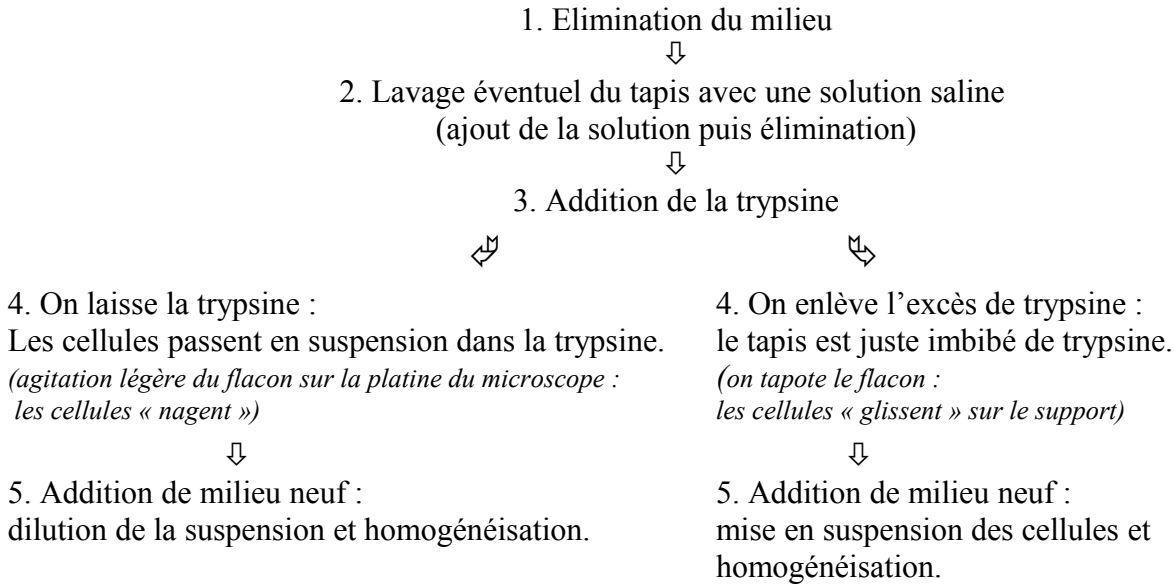 1. Elimination du milieu
⇩
2. Lavage éventuel du tapis avec une solution saline
(ajout de la solution puis élimination)
⇩
3. Addition de la trypsine
4. On laisse la trypsine :
Les cellules passent en suspension dans la trypsine.
(agitation légère du flacon sur la platine du microscope :
les cellules « nagent »)
⇩
5. Addition de milieu neuf :
dilution de la suspension et homogénéisation.
4. On enlève l’excès de trypsine :
le tapis est juste imbibé de trypsine.
(on tapote le flacon :
les cellules « glissent » sur le support)
⇩
5. Addition de milieu neuf :
mise en suspension des cellules et
homogénéisation.